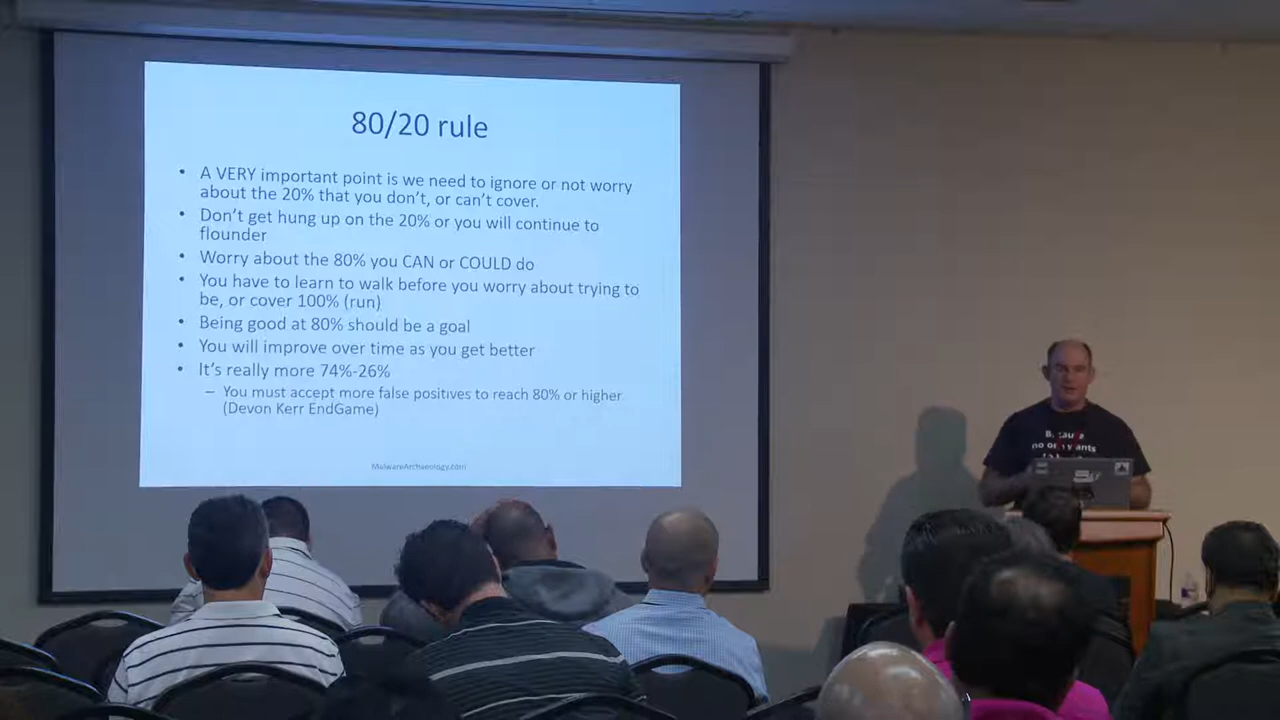 80/20 rule
• A VERY important point is we need to ignore or not worry
about the 20% that you don't, or can't cover.
• Don't get hung up on the 20% or you will continue to
flounder
• Worry about the 80% you CAN or COULD do
• You have to learn to walk before you worry about trying to
be, or cover 100% (run)
• Being good at 80% should be a goal
• You will improve over time as you get better
• It's really more 74%-26%
– You must accept more false positives to reach 80% or higher
(Devon Kerr EndGame)
MalwareArchaeology.com
no one wants